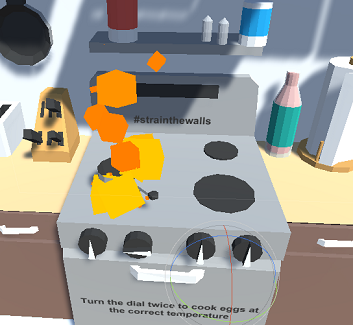 #strainthewalls
Turn the dial twice to cook eggs at
the correct temperature